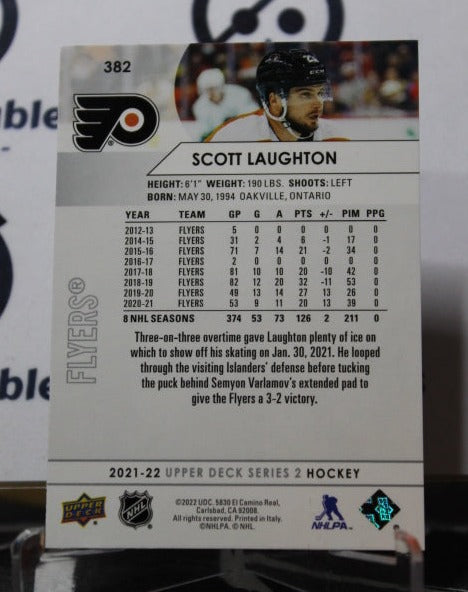 382
SCOTT LAUGHTON
HEIGHT: 6'1" WEIGHT: 190 LBS. SHOOTS: LEFT
BORN: MAY 30, 1994 OAKVILLE, ONTARIO
YEAR TEAM GP G A PTS +/- PIM PPG
2012-13 FLYERS 5 0 0 0 0 0 0
2014-15 FLYERS 31 2 4 6 -1 17 0
2015-16 FLYERS 71 7 14 21 -2 34 0
2016-17 FLYERS 2 0 0 0 0 0 0
2017-18 FLYERS 81 10 10 20 -10 42 0
2018-19 FLYERS 82 12 20 32 -11 53 0
2019-20 FLYERS 49 13 14 27 13 26 0
2020-21 FLYERS 53 9 11 20 13 39 0
8 NHL SEASONS 374 53 73 126 2 211 0
FLYERS®
Three-on-three overtime gave Laughton plenty of ice on
which to show off his skating on Jan. 30, 2021. He looped
through the visiting Islanders' defense before tucking
the puck behind Semyon Varlamov's extended pad to
give the Flyers a 3-2 victory.
2021-22 UPPER DECK SERIES 2 HOCKEY
UPPER DECK
NHL
©2022 UDC. 5830 El Camino Real,
Carlsbad, CA 92008.
All rights reserved. Printed in Italy.
©NHLPA. © NHL.
NHLPA